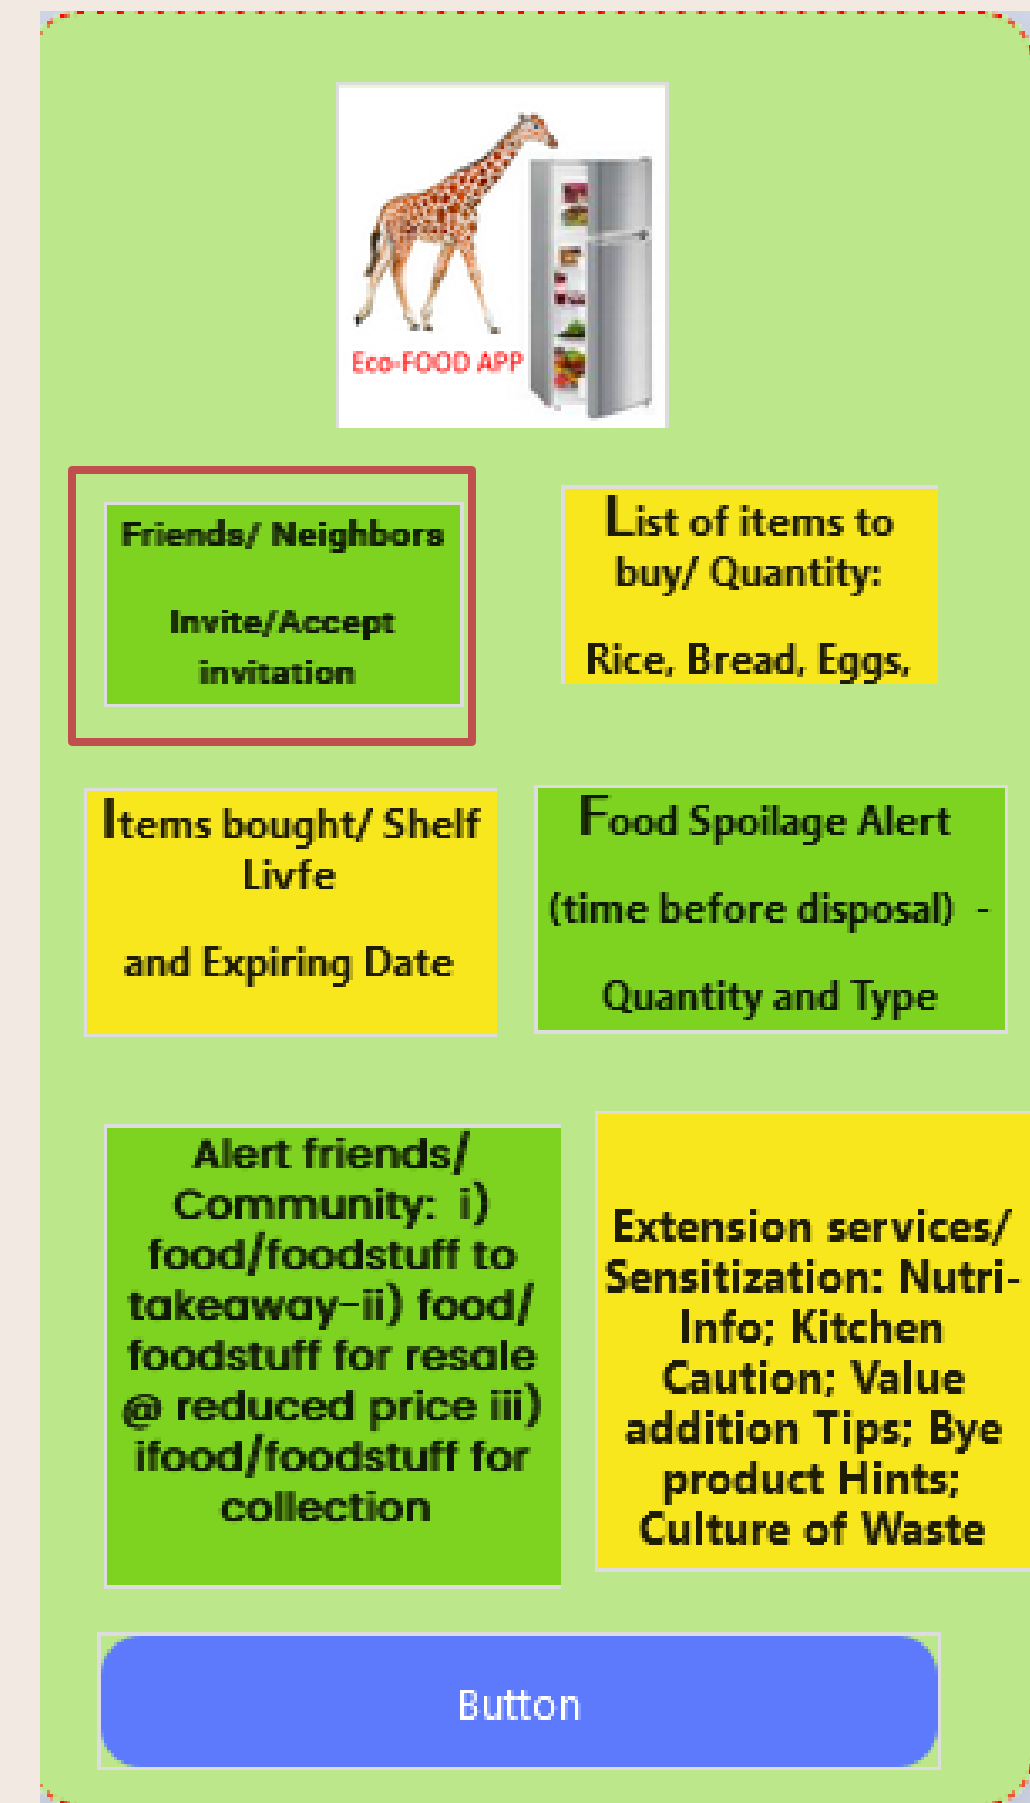 Eco-FOOD APP
Friends/ Neighbors
Invite/Accept
invitation
List of items to
buy/ Quantity:
Rice, Bread, Eggs,
Items bought/ Shelf
Livfe
and Expiring Date
Food Spoilage Alert
(time before disposal) -
Quantity and Type
Alert friends/
Community: i)
food/foodstuff to
takeaway-ii) food/
foodstuff for resale
@ reduced price iii)
ifood/foodstuff for
collection
Extension services/
Sensitization: Nutri-
Info; Kitchen
Caution; Value
addition Tips; Bye
product Hints;
Culture of Waste
Button